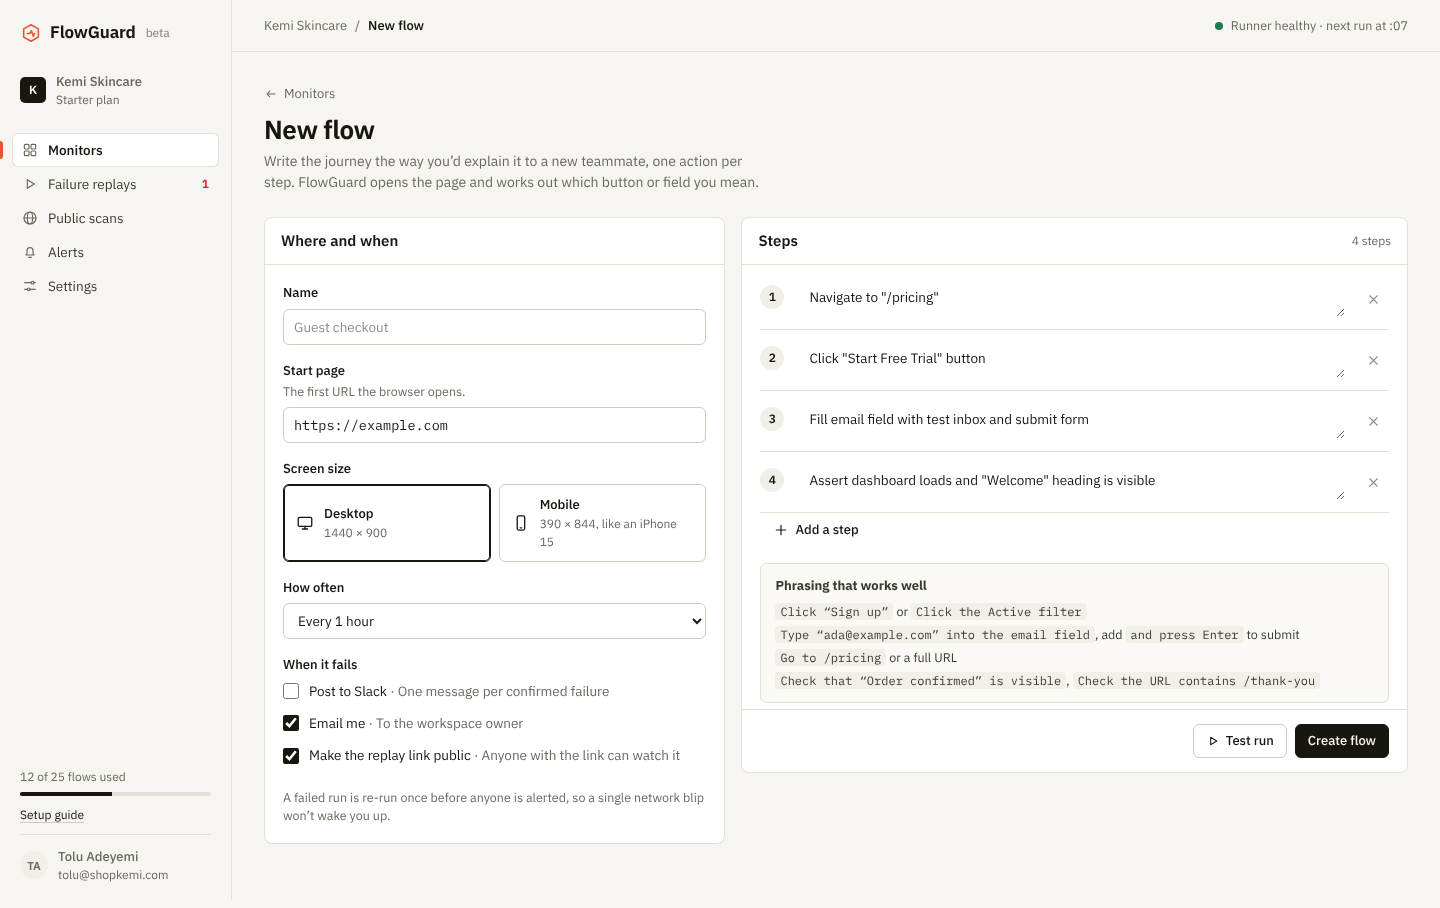 FlowGuard beta
K
Kemi Skincare
Starter plan
Monitors
Failure replays 1
Public scans
Alerts
Settings
12 of 25 flows used
Setup guide
TA
Tolu Adeyemi
tolu@shopkemi.com
Kemi Skincare / New flow
Runner healthy · next run at :07
← Monitors
New flow
Write the journey the way you’d explain it to a new teammate, one action per
step. FlowGuard opens the page and works out which button or field you mean.
Where and when
Name
Guest checkout
Start page
The first URL the browser opens.
https://example.com
Screen size
Desktop
1440 × 900
Mobile
390 × 844, like an iPhone
15
How often
Every 1 hour
When it fails
Post to Slack · One message per confirmed failure
Email me · To the workspace owner
Make the replay link public · Anyone with the link can watch it
A failed run is re-run once before anyone is alerted, so a single network blip
won’t wake you up.
Steps
4 steps
1 Navigate to "/pricing"
2 Click "Start Free Trial" button
3 Fill email field with test inbox and submit form
4 Assert dashboard loads and "Welcome" heading is visible
Add a step
Phrasing that works well
Click “Sign up” or Click the Active filter
Type “ada@example.com” into the email field, add and press Enter to submit
Go to /pricing or a full URL
Check that “Order confirmed” is visible, Check the URL contains /thank-you
Test run
Create flow